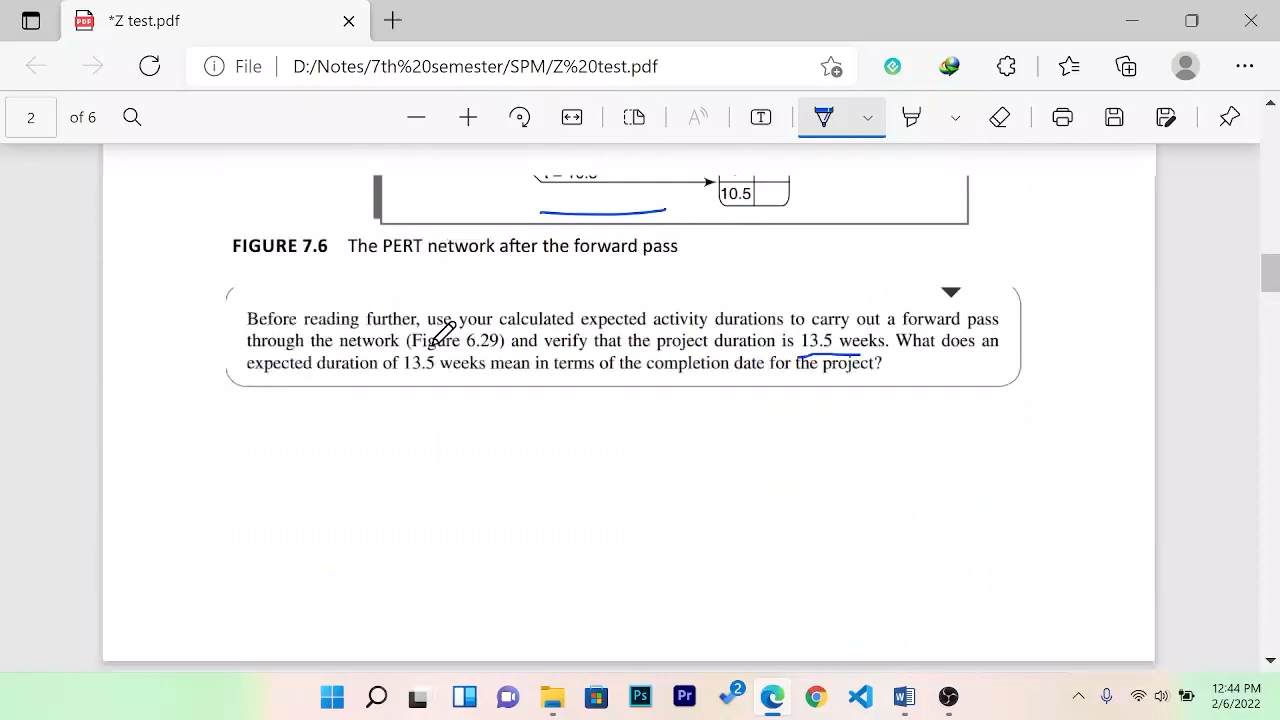 *Z test.pdf
File
D:/Notes/7th%20semester/SPM/Z%20test.pdf
2
of 6
10.5
FIGURE 7.6 The PERT network after the forward pass
Before reading further, use your calculated expected activity durations to carry out a forward pass
through the network (Figure 6.29) and verify that the project duration is 13.5 weeks. What does an
expected duration of 13.5 weeks mean in terms of the completion date for the project?
2
12:44 PM
2/6/2022